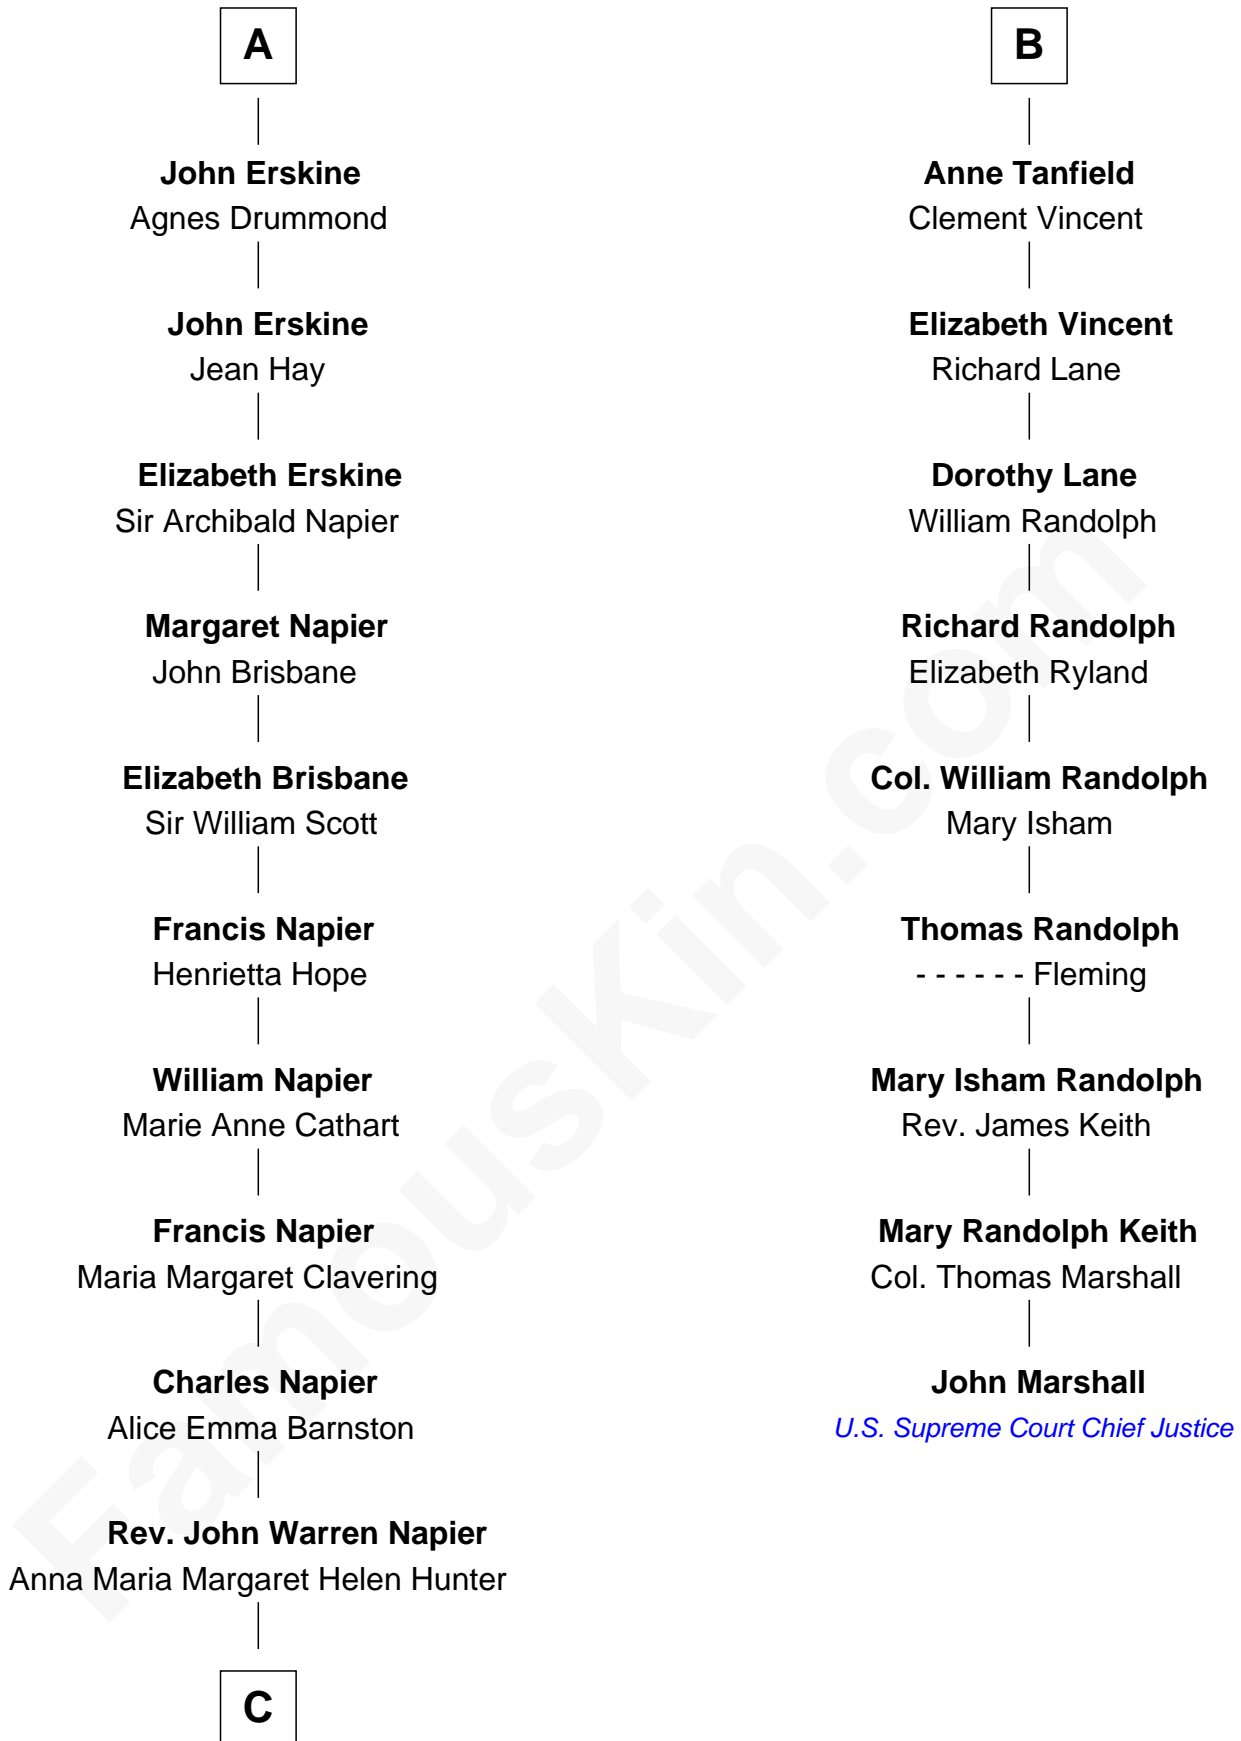 A
John Erskine
Agnes Drummond
John Erskine
Jean Hay
Elizabeth Erskine
Sir Archibald Napier
Margaret Napier
John Brisbane
Elizabeth Brisbane
Sir William Scott
Francis Napier
Henrietta Hope
William Napier
Marie Anne Cathart
Francis Napier
Maria Margaret Clavering
Charles Napier
Alice Emma Barnston
Rev. John Warren Napier
Anna Maria Margaret Helen Hunter
C
B
Anne Tanfield
Clement Vincent
Elizabeth Vincent
Richard Lane
Dorothy Lane
William Randolph
Richard Randolph
Elizabeth Ryland
Col. William Randolph
Mary Isham
Thomas Randolph
- - - - - - Fleming
Mary Isham Randolph
Rev. James Keith
Mary Randolph Keith
Col. Thomas Marshall
John Marshall
U.S. Supreme Court Chief Justice
FamousKin.com